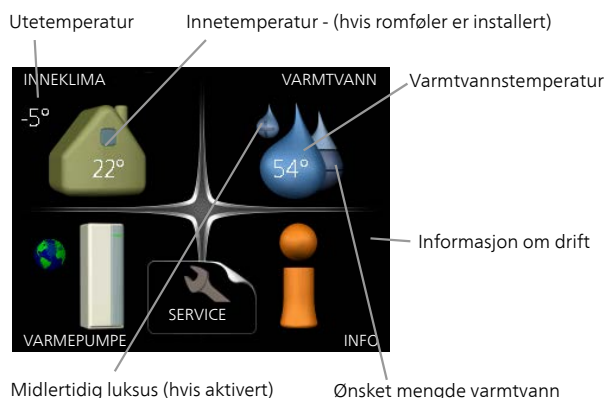 Utetemperatur
Innetemperatur - (hvis romføler er installert)
INNEKLIMA
VARMTVANN
Varmtvannstemperatur
-5°
22°
54°
Informasjon om drift
SERVICE
VARMEPUMPE
INFO
Midlertidig luksus (hvis aktivert)
Ønsket mengde varmtvann